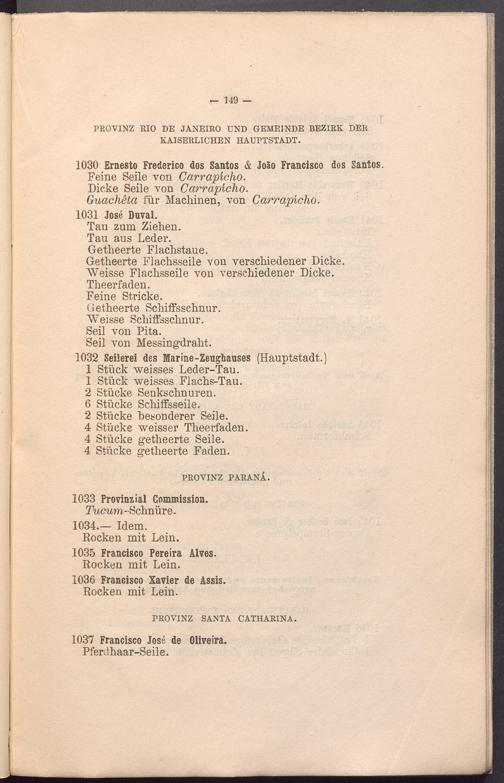 — 149 —
PROVINZ RIO DE JANEIRO UND GEMEINDE BEZIRK DER
KAISERLICHEN HAUPTSTADT.
1030 Ernesto Frederico dos Santos & João Francisco dos Santos.
Feine Seile von Carrapicho.
Dicke Seile von Carrapicho.
Guachêta für Machinen, von Carrapicho.
1031 José Duval.
Tau zum Ziehen.
Tau aus Leder.
Getheerte Flachstaue.
Getheerte Flachsseile von verschiedener Dicke.
Weisse Flachsseile von verschiedener Dicke.
Theerfaden.
Feine Stricke.
Getheerte Schiffsschnur.
Weisse Schiffsschnur.
Seil von Pita.
Seil von Messingdraht.
1032 Seilerei des Marine-Zeughauses (Hauptstadt.)
1 Stück weisses Leder-Tau.
1 Stück weisses Flachs-Tau.
2 Stücke Senkschnuren.
6 Stücke Schiffsseile.
2 Stücke besonderer Seile.
4 Stücke weisser Theerfaden.
4 Stücke getheerte Seile.
4 Stücke getheerte Faden.
PROVINZ PARANÁ.
1033 Provinzial Commission.
Tucum-Schnüre.
1034.— Idem.
Rocken mit Lein.
1035 Francisco Pereira Alves.
Rocken mit Lein.
1036 Francisco Xavier de Assis.
Rocken mit Lein.
PROVINZ SANTA CATHARINA.
1037 Francisco José de Oliveira.
Pferdhaar-Seile.